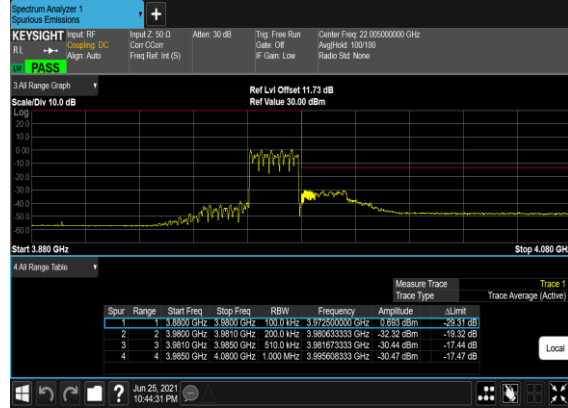 Spectrum Analyzer 1
Spurious Emissions
+
KEYSIGHT Input: RF Input Z: 50 Ω Atten: 30 dB Trig: Free Run Center Freq: 22.005000000 GHz
RL Coupling: DC Corr CCorr Gate: Off Avg|Hold: 100/100
Align: Auto Freq Ref: Int (S) IF Gain: Low Radio Std: None
LW PASS
3 All Range Graph
Ref Lvl Offset 11.73 dB
Scale/Div 10.0 dB Ref Value 30.00 dBm
Log
20.0
10.0
0.00
-10.0
-20.0
-30.0
-40.0
-50.0
-60.0
Start 3.880 GHz Stop 4.080 GHz
4 All Range Table
Measure Trace Trace 1
Trace Type Trace Average (Active)
Spur Range Start Freq Stop Freq RBW Frequency Amplitude ΔLimit
1 1 3.8800 GHz 3.9800 GHz 100.0 kHz 3.972500000 GHz 0.693 dBm -29.31 dB
2 2 3.9800 GHz 3.9810 GHz 200.0 kHz 3.980633333 GHz -32.32 dBm -19.32 dB
3 3 3.9810 GHz 3.9850 GHz 510.0 kHz 3.981673333 GHz -30.44 dBm -17.44 dB
4 4 3.9850 GHz 4.0800 GHz 1.000 MHz 3.995608333 GHz -30.47 dBm -17.47 dB
Local
? Jun 25, 2021
10:44:31 PM